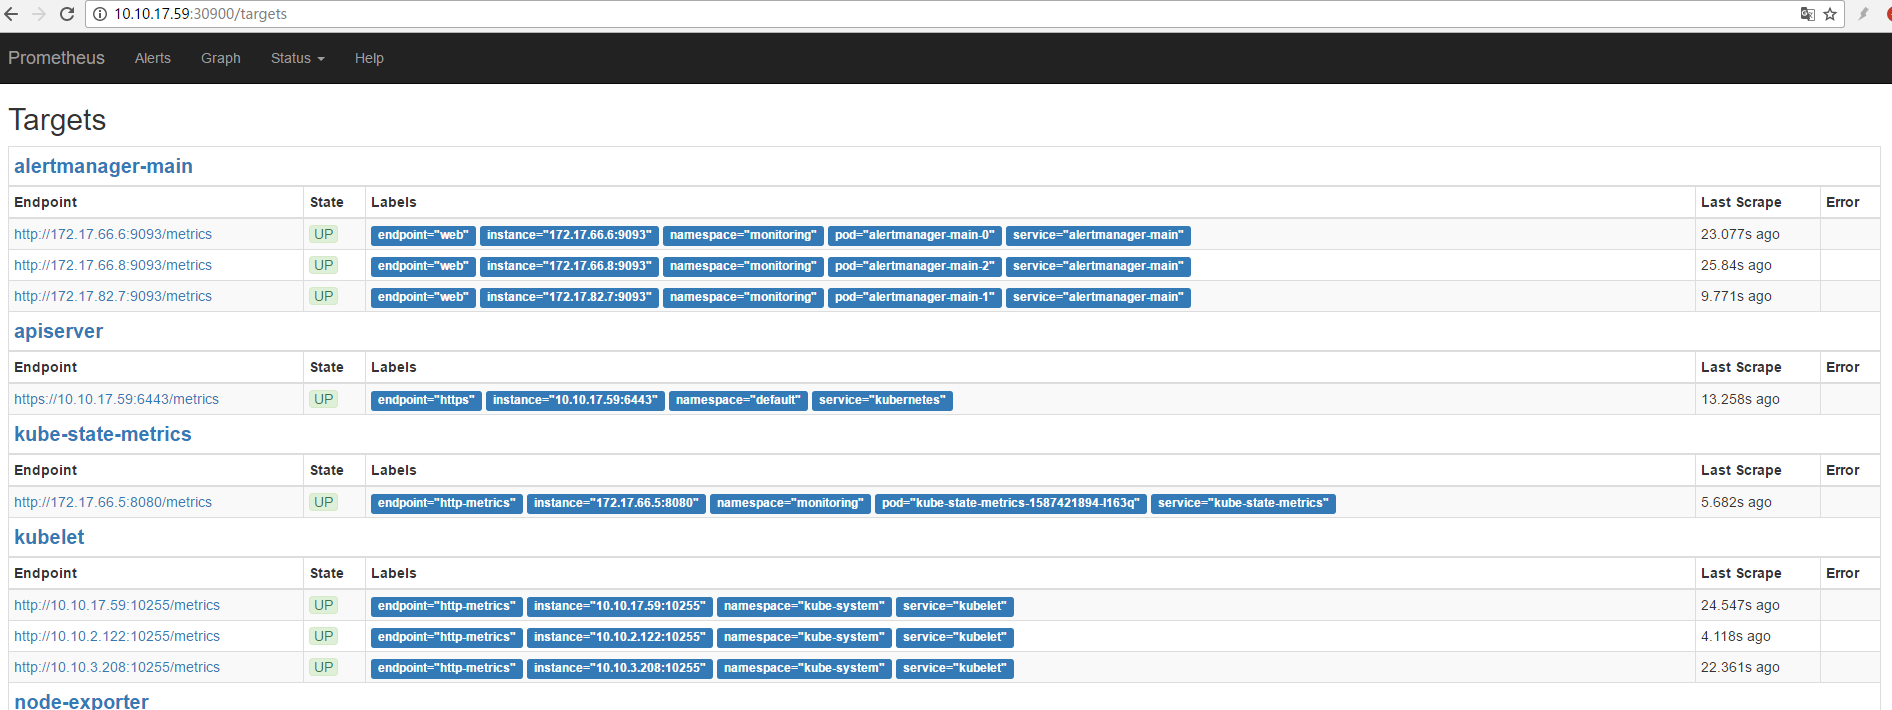 10.10.17.59:30900/targets
Prometheus Alerts Graph Status Help
Targets
alertmanager-main
Endpoint State Labels Last Scrape Error
http://172.17.66.6:9093/metrics UP endpoint="web" instance="172.17.66.6:9093" namespace="monitoring" pod="alertmanager-main-0" service="alertmanager-main" 23.077s ago
http://172.17.66.8:9093/metrics UP endpoint="web" instance="172.17.66.8:9093" namespace="monitoring" pod="alertmanager-main-2" service="alertmanager-main" 25.84s ago
http://172.17.82.7:9093/metrics UP endpoint="web" instance="172.17.82.7:9093" namespace="monitoring" pod="alertmanager-main-1" service="alertmanager-main" 9.771s ago
apiserver
Endpoint State Labels Last Scrape Error
https://10.10.17.59:6443/metrics UP endpoint="https" instance="10.10.17.59:6443" namespace="default" service="kubernetes" 13.258s ago
kube-state-metrics
Endpoint State Labels Last Scrape Error
http://172.17.66.5:8080/metrics UP endpoint="http-metrics" instance="172.17.66.5:8080" namespace="monitoring" pod="kube-state-metrics-1587421894-l163q" service="kube-state-metrics" 5.682s ago
kubelet
Endpoint State Labels Last Scrape Error
http://10.10.17.59:10255/metrics UP endpoint="http-metrics" instance="10.10.17.59:10255" namespace="kube-system" service="kubelet" 24.547s ago
http://10.10.2.122:10255/metrics UP endpoint="http-metrics" instance="10.10.2.122:10255" namespace="kube-system" service="kubelet" 4.118s ago
http://10.10.3.208:10255/metrics UP endpoint="http-metrics" instance="10.10.3.208:10255" namespace="kube-system" service="kubelet" 22.361s ago
node-exporter